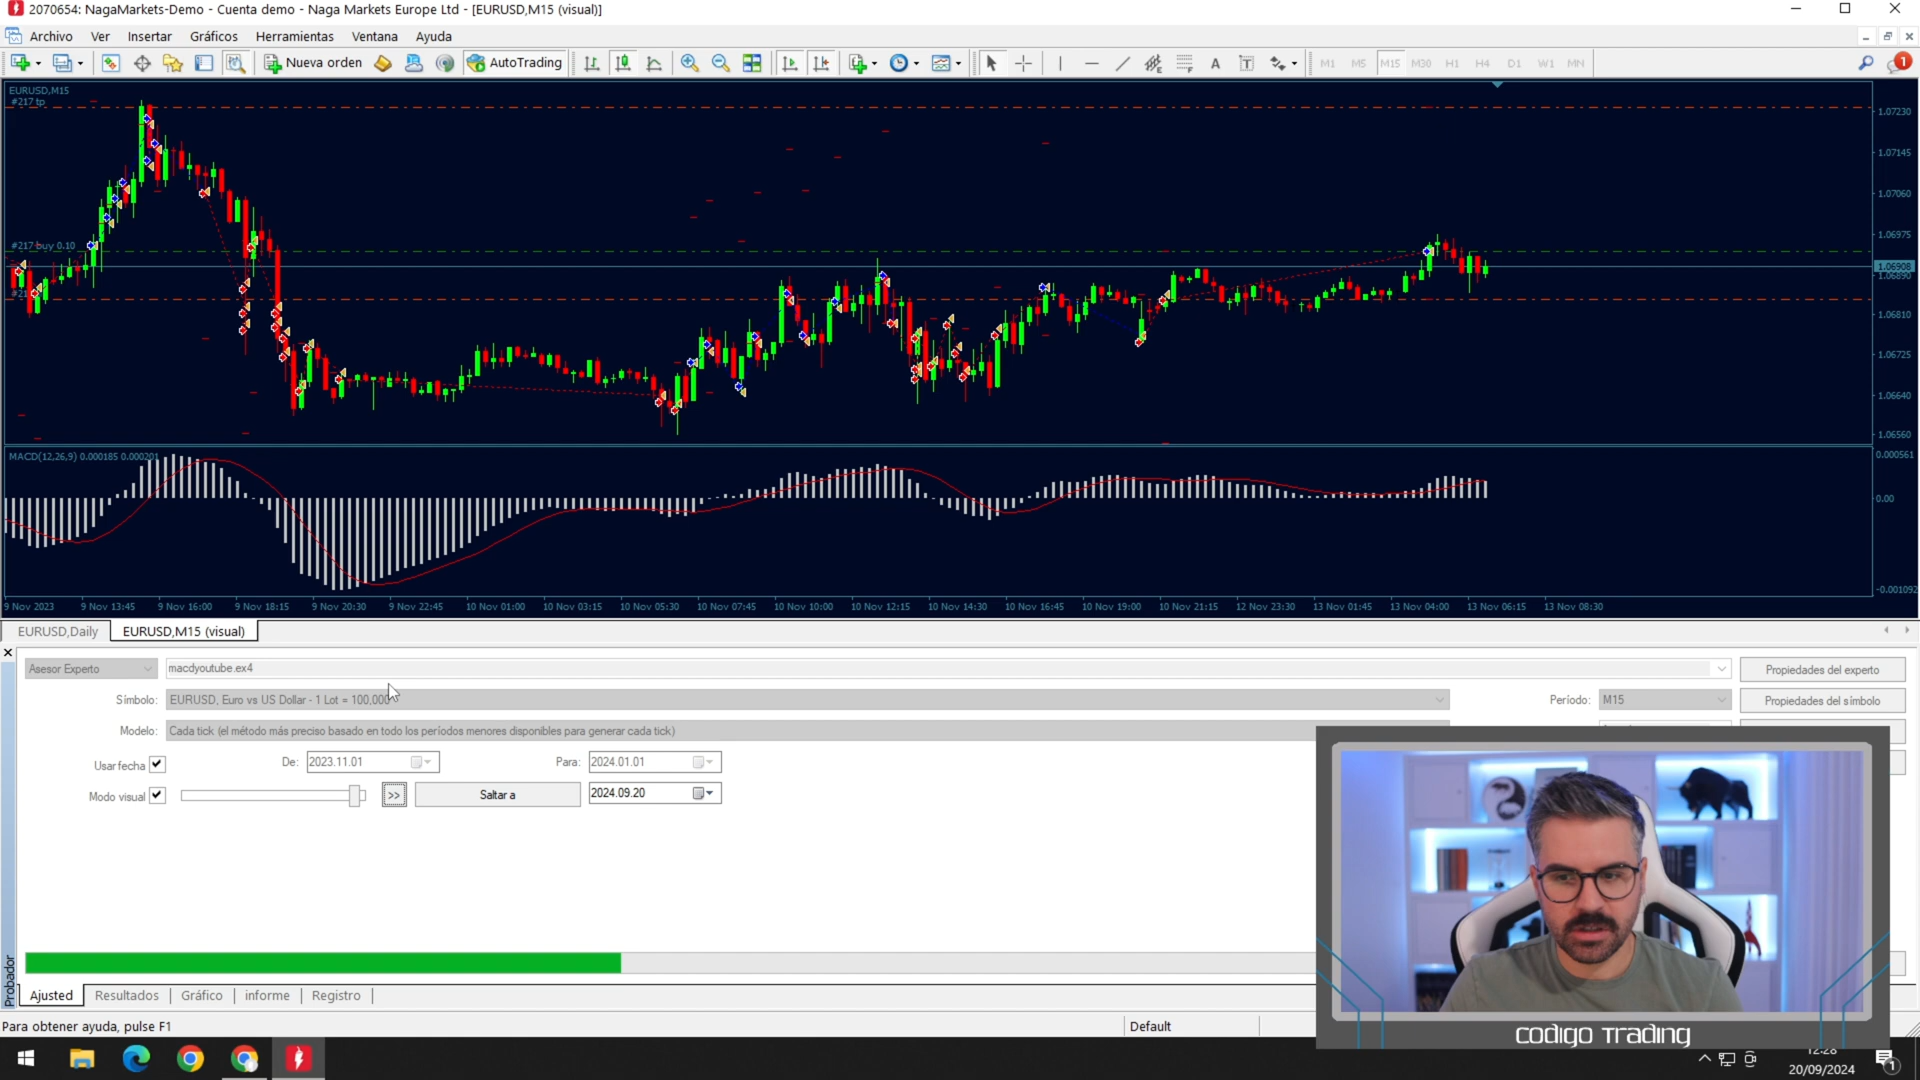 2070654: NagaMarkets-Demo - Cuenta demo - Naga Markets Europe Ltd - [EURUSD,M15 (visual)]
Archivo Ver Insertar Gráficos Herramientas Ventana Ayuda
Nueva orden AutoTrading A T M1 M5 M15 M30 H1 H4 D1 W1 MN 1
EURUSD,M15
#217 tp
1.07230
1.07145
1.07060
#217 buy 0.10
1.06975
1.06908
1.06890
1.06810
1.06725
1.06640
1.06560
MACD(12,26,9) 0.000185 0.000201
0.000561
0.00
-0.001092
9 Nov 2023 9 Nov 13:45 9 Nov 16:00 9 Nov 18:15 9 Nov 20:30 9 Nov 22:45 10 Nov 01:00 10 Nov 03:15 10 Nov 05:30 10 Nov 07:45 10 Nov 10:00 10 Nov 12:15 10 Nov 14:30 10 Nov 16:45 10 Nov 19:00 10 Nov 21:15 12 Nov 23:30 13 Nov 01:45 13 Nov 04:00 13 Nov 06:15 13 Nov 08:30
EURUSD,Daily EURUSD,M15 (visual)
Asesor Experto macdyoutube.ex4 Propiedades del experto
Símbolo: EURUSD, Euro vs US Dollar - 1 Lot = 100,000 Período: M15 Propiedades del símbolo
Modelo: Cada tick (el método más preciso basado en todo los períodos menores disponibles para generar cada tick)
Usar fecha De: 2023.11.01 Para: 2024.01.01
Modo visual >> Saltar a 2024.09.20
Probador
Ajusted Resultados Gráfico informe Registro
Para obtener ayuda, pulse F1 Default
CODIGO TRADING
12:28
20/09/2024
1